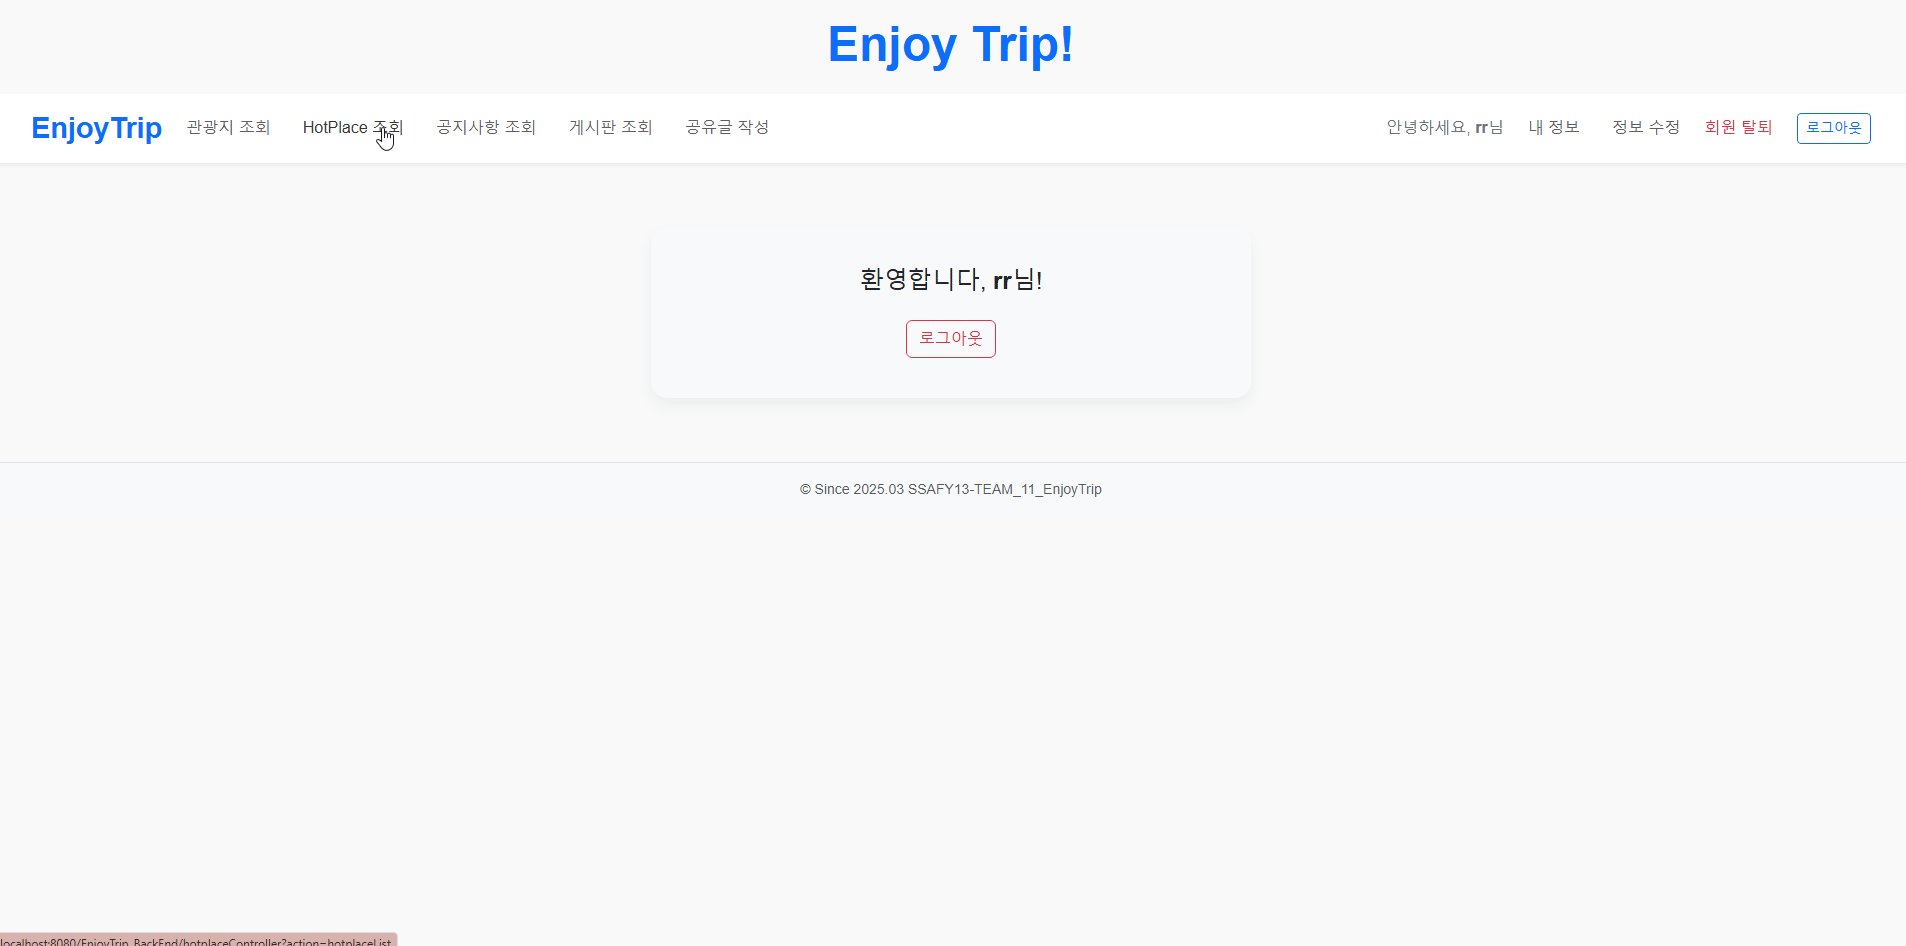 Enjoy Trip!
EnjoyTrip 관광지 조회 HotPlace 조회 공지사항 조회 게시판 조회 공유글 작성 안녕하세요, rr님 내 정보 정보 수정 회원 탈퇴 로그아웃
환영합니다, rr님!
로그아웃
© Since 2025.03 SSAFY13-TEAM_11_EnjoyTrip
localhost:8080/EnjoyTrip_BackEnd/hotplaceController?action=hotplaceList